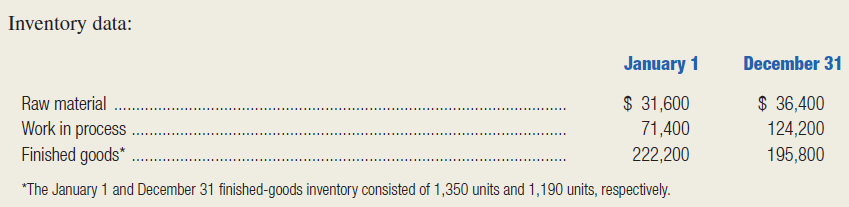 Inventory data:
January 1 December 31
Raw material ........................................................................ $ 31,600 $ 36,400
Work in process ........................................................................ 71,400 124,200
Finished goods* ........................................................................ 222,200 195,800
*The January 1 and December 31 finished-goods inventory consisted of 1,350 units and 1,190 units, respectively.